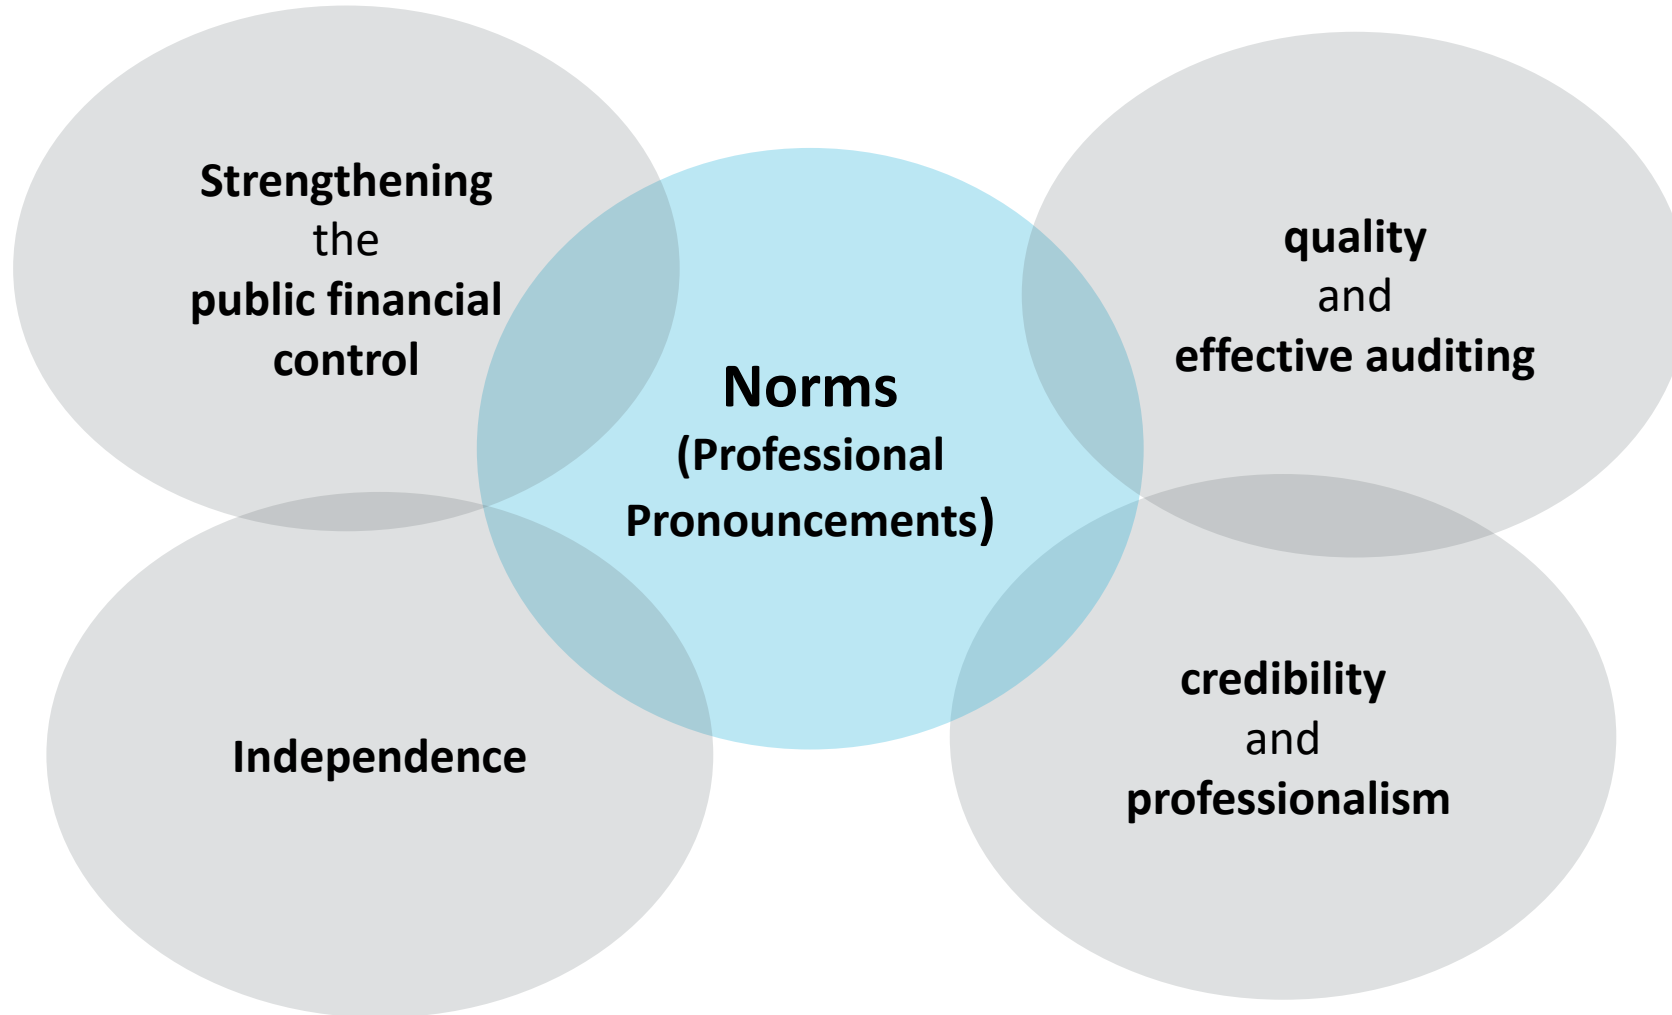 Strengthening
the
public financial
control
Norms
(Professional
Pronouncements)
quality
and
effective auditing
Independence
credibility
and
professionalism